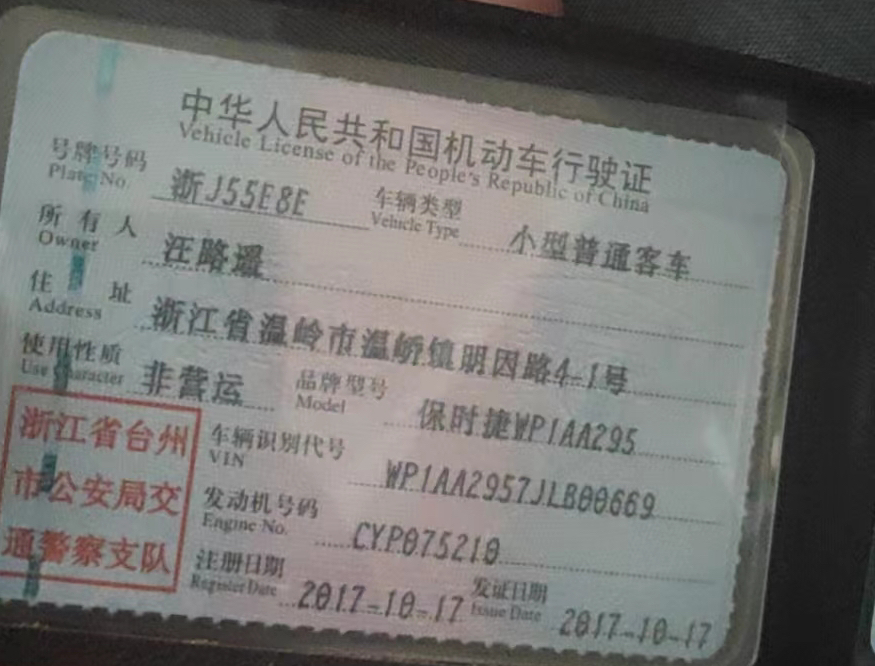 中华人民共和国机动车行驶证
Vehicle License of the People's Republic of China
号牌号码 浙J55E8E 车辆类型 小型普通客车
Plate No. Vehicle Type
所有人 汪路遥
Owner
住址 浙江省温岭市温峤镇朋因路4-1号
Address
使用性质 非营运 品牌型号 保时捷WP1AA295
Use Character Model
浙江省台州
市公安局交
通警察支队
车辆识别代号 WP1AA2957JLB00669
VIN
发动机号码 CYP075210
Engine No.
注册日期 2017-10-17 发证日期 2017-10-17
Register Date Issue Date